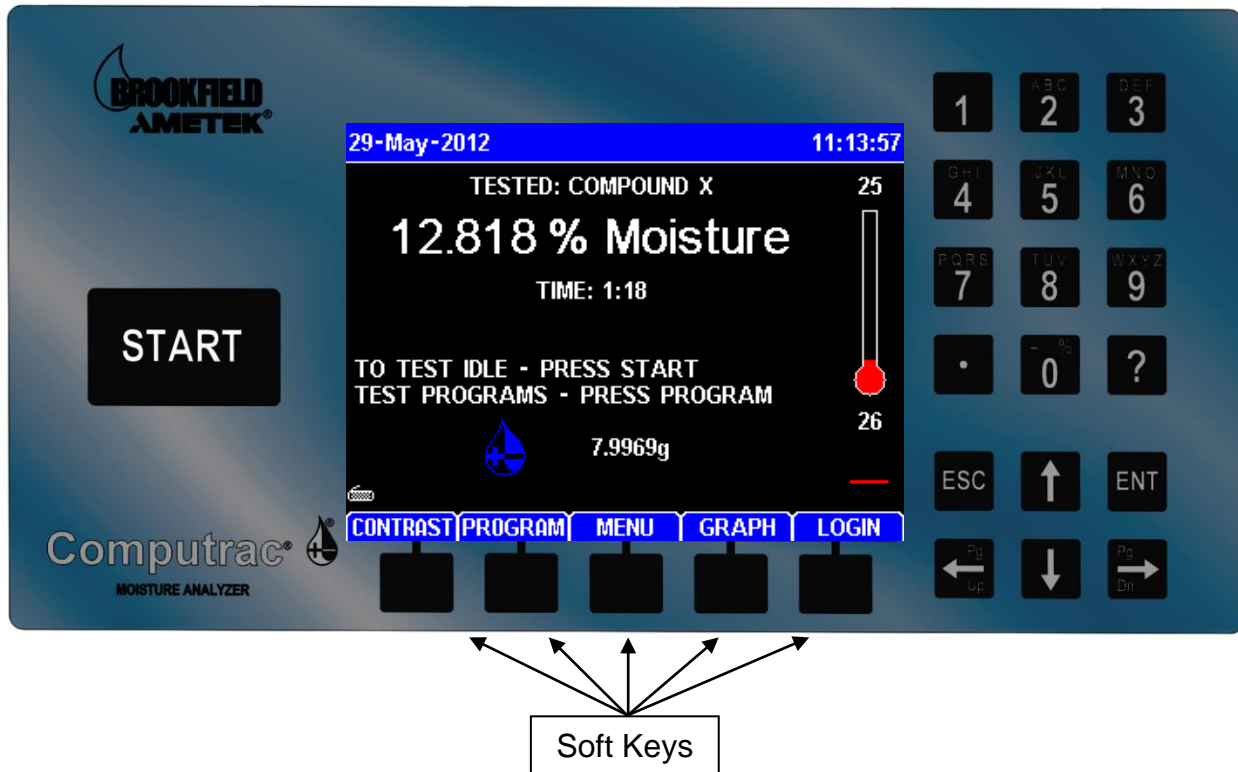 BROOKFIELD
AMETEK®
29-May-2012 11:13:57
TESTED: COMPOUND X
25
12.818 % Moisture
TIME: 1:18
TO TEST IDLE - PRESS START
TEST PROGRAMS - PRESS PROGRAM
26
7.9969g
CONTRAST PROGRAM MENU GRAPH LOGIN
START
Computrac®
®
MOISTURE ANALYZER
1
ABC
2
DEF
3
GHI
4
JKL
5
MNO
6
PQRS
7
TUV
8
WXYZ
9
.
- %
0
?
ESC
ENT
Pg
Up
Pg
Dn
Soft Keys